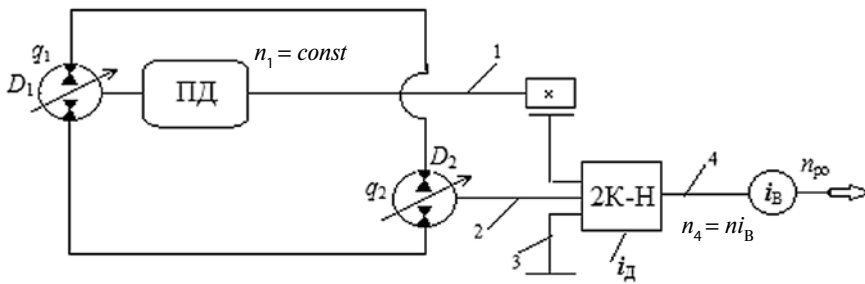 q₁
n₁ = const
1
D₁
ПД
×
D₂
4
nₚₒ
q₂
2К-Н
iВ
2
3
n₄ = niВ
iД